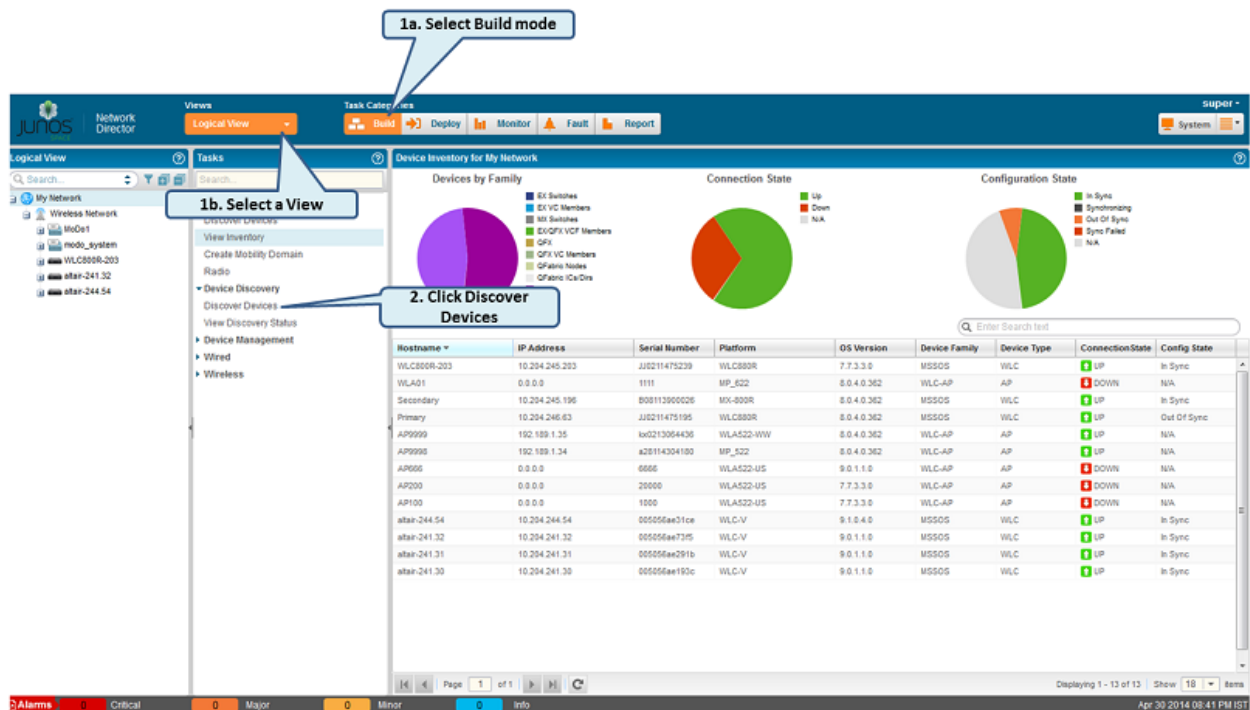 1a. Select Build mode
Views
Task Categories
super
JUNOS
Network
Director
Logical View
Build
Deploy
Monitor
Fault
Report
System
Logical View
Tasks
Device Inventory for My Network
Search...
Search...
1b. Select a View
My Network
Wireless Network
MoDo1
modo_system
WLC800R-203
altair-241.32
altair-244.54
Discover Devices
View Inventory
Create Mobility Domain
Radio
Device Discovery
Discover Devices
View Discovery Status
Device Management
Wired
Wireless
2. Click Discover
Devices
Devices by Family
EX Switches
EX VC Members
MX Switches
EX/QFX VCF Members
QFX
QFX VC Members
QFabric Nodes
QFabric ICs/Dirs
Connection State
Up
Down
N/A
Configuration State
In Sync
Synchronizing
Out Of Sync
Sync Failed
N/A
Enter Search text
Hostname IP Address Serial Number Platform OS Version Device Family Device Type ConnectionState Config State
WLC800R-203 10.204.245.203 JJ0211475239 WLC880R 7.7.3.3.0 MSSOS WLC UP In Sync
WLA01 0.0.0.0 1111 MP_622 8.0.4.0.362 WLC-AP AP DOWN N/A
Secondary 10.204.245.196 B08113900026 MX-800R 8.0.4.0.362 MSSOS WLC UP In Sync
Primary 10.204.246.63 JJ0211475195 WLC880R 8.0.4.0.362 MSSOS WLC UP Out Of Sync
AP9999 192.189.1.35 kx0213064436 WLA522-WW 8.0.4.0.362 WLC-AP AP UP N/A
AP9998 192.189.1.34 a28114304180 MP_522 8.0.4.0.362 WLC-AP AP UP N/A
AP666 0.0.0.0 6666 WLA522-US 9.0.1.1.0 WLC-AP AP DOWN N/A
AP200 0.0.0.0 20000 WLA522-US 7.7.3.3.0 WLC-AP AP DOWN N/A
AP100 0.0.0.0 1000 WLA522-US 7.7.3.3.0 WLC-AP AP DOWN N/A
altair-244.54 10.204.244.54 005056ae31ce WLC-V 9.1.0.4.0 MSSOS WLC UP In Sync
altair-241.32 10.204.241.32 005056ae73f5 WLC-V 9.0.1.1.0 MSSOS WLC UP In Sync
altair-241.31 10.204.241.31 005056ae291b WLC-V 9.0.1.1.0 MSSOS WLC UP In Sync
altair-241.30 10.204.241.30 005056ae193c WLC-V 9.0.1.1.0 MSSOS WLC UP In Sync
Page 1 of 1
Displaying 1 - 13 of 13 Show 18 items
Alarms 0 Critical 0 Major 0 Minor 0 Info
Apr 30 2014 08:41 PM IST